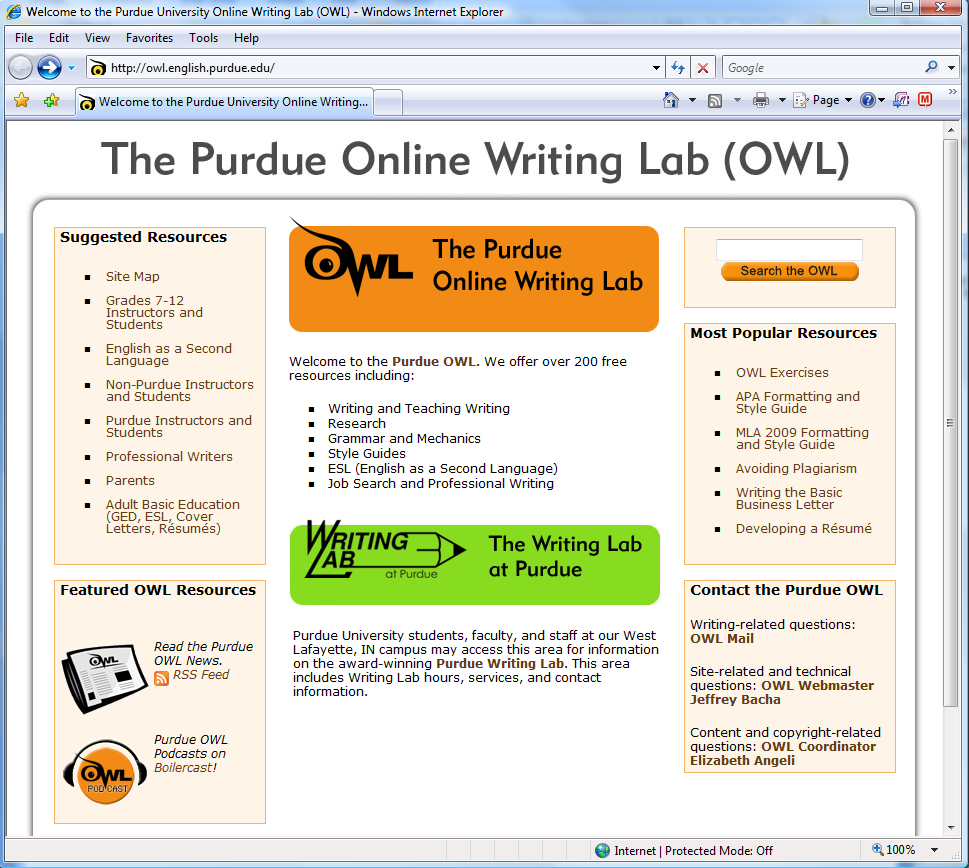 Welcome to the Purdue University Online Writing Lab (OWL) - Windows Internet Explorer
File Edit View Favorites Tools Help
http://owl.english.purdue.edu/
Google
Welcome to the Purdue University Online Writing...
Page
The Purdue Online Writing Lab (OWL)
Suggested Resources
Site Map
Grades 7-12
Instructors and
Students
English as a Second
Language
Non-Purdue Instructors
and Students
Purdue Instructors and
Students
Professional Writers
Parents
Adult Basic Education
(GED, ESL, Cover
Letters, Résumés)
Featured OWL Resources
OWL
Read the Purdue
OWL News.
RSS Feed
OWL
PODCAST
Purdue OWL
Podcasts on
Boilercast!
OWL
The Purdue
Online Writing Lab
Welcome to the Purdue OWL. We offer over 200 free
resources including:
Writing and Teaching Writing
Research
Grammar and Mechanics
Style Guides
ESL (English as a Second Language)
Job Search and Professional Writing
WRITING
LAB
at Purdue
The Writing Lab
at Purdue
Purdue University students, faculty, and staff at our West
Lafayette, IN campus may access this area for information
on the award-winning Purdue Writing Lab. This area
includes Writing Lab hours, services, and contact
information.
Search the OWL
Most Popular Resources
OWL Exercises
APA Formatting and
Style Guide
MLA 2009 Formatting
and Style Guide
Avoiding Plagiarism
Writing the Basic
Business Letter
Developing a Résumé
Contact the Purdue OWL
Writing-related questions:
OWL Mail
Site-related and technical
questions: OWL Webmaster
Jeffrey Bacha
Content and copyright-related
questions: OWL Coordinator
Elizabeth Angeli
Internet | Protected Mode: Off
100%